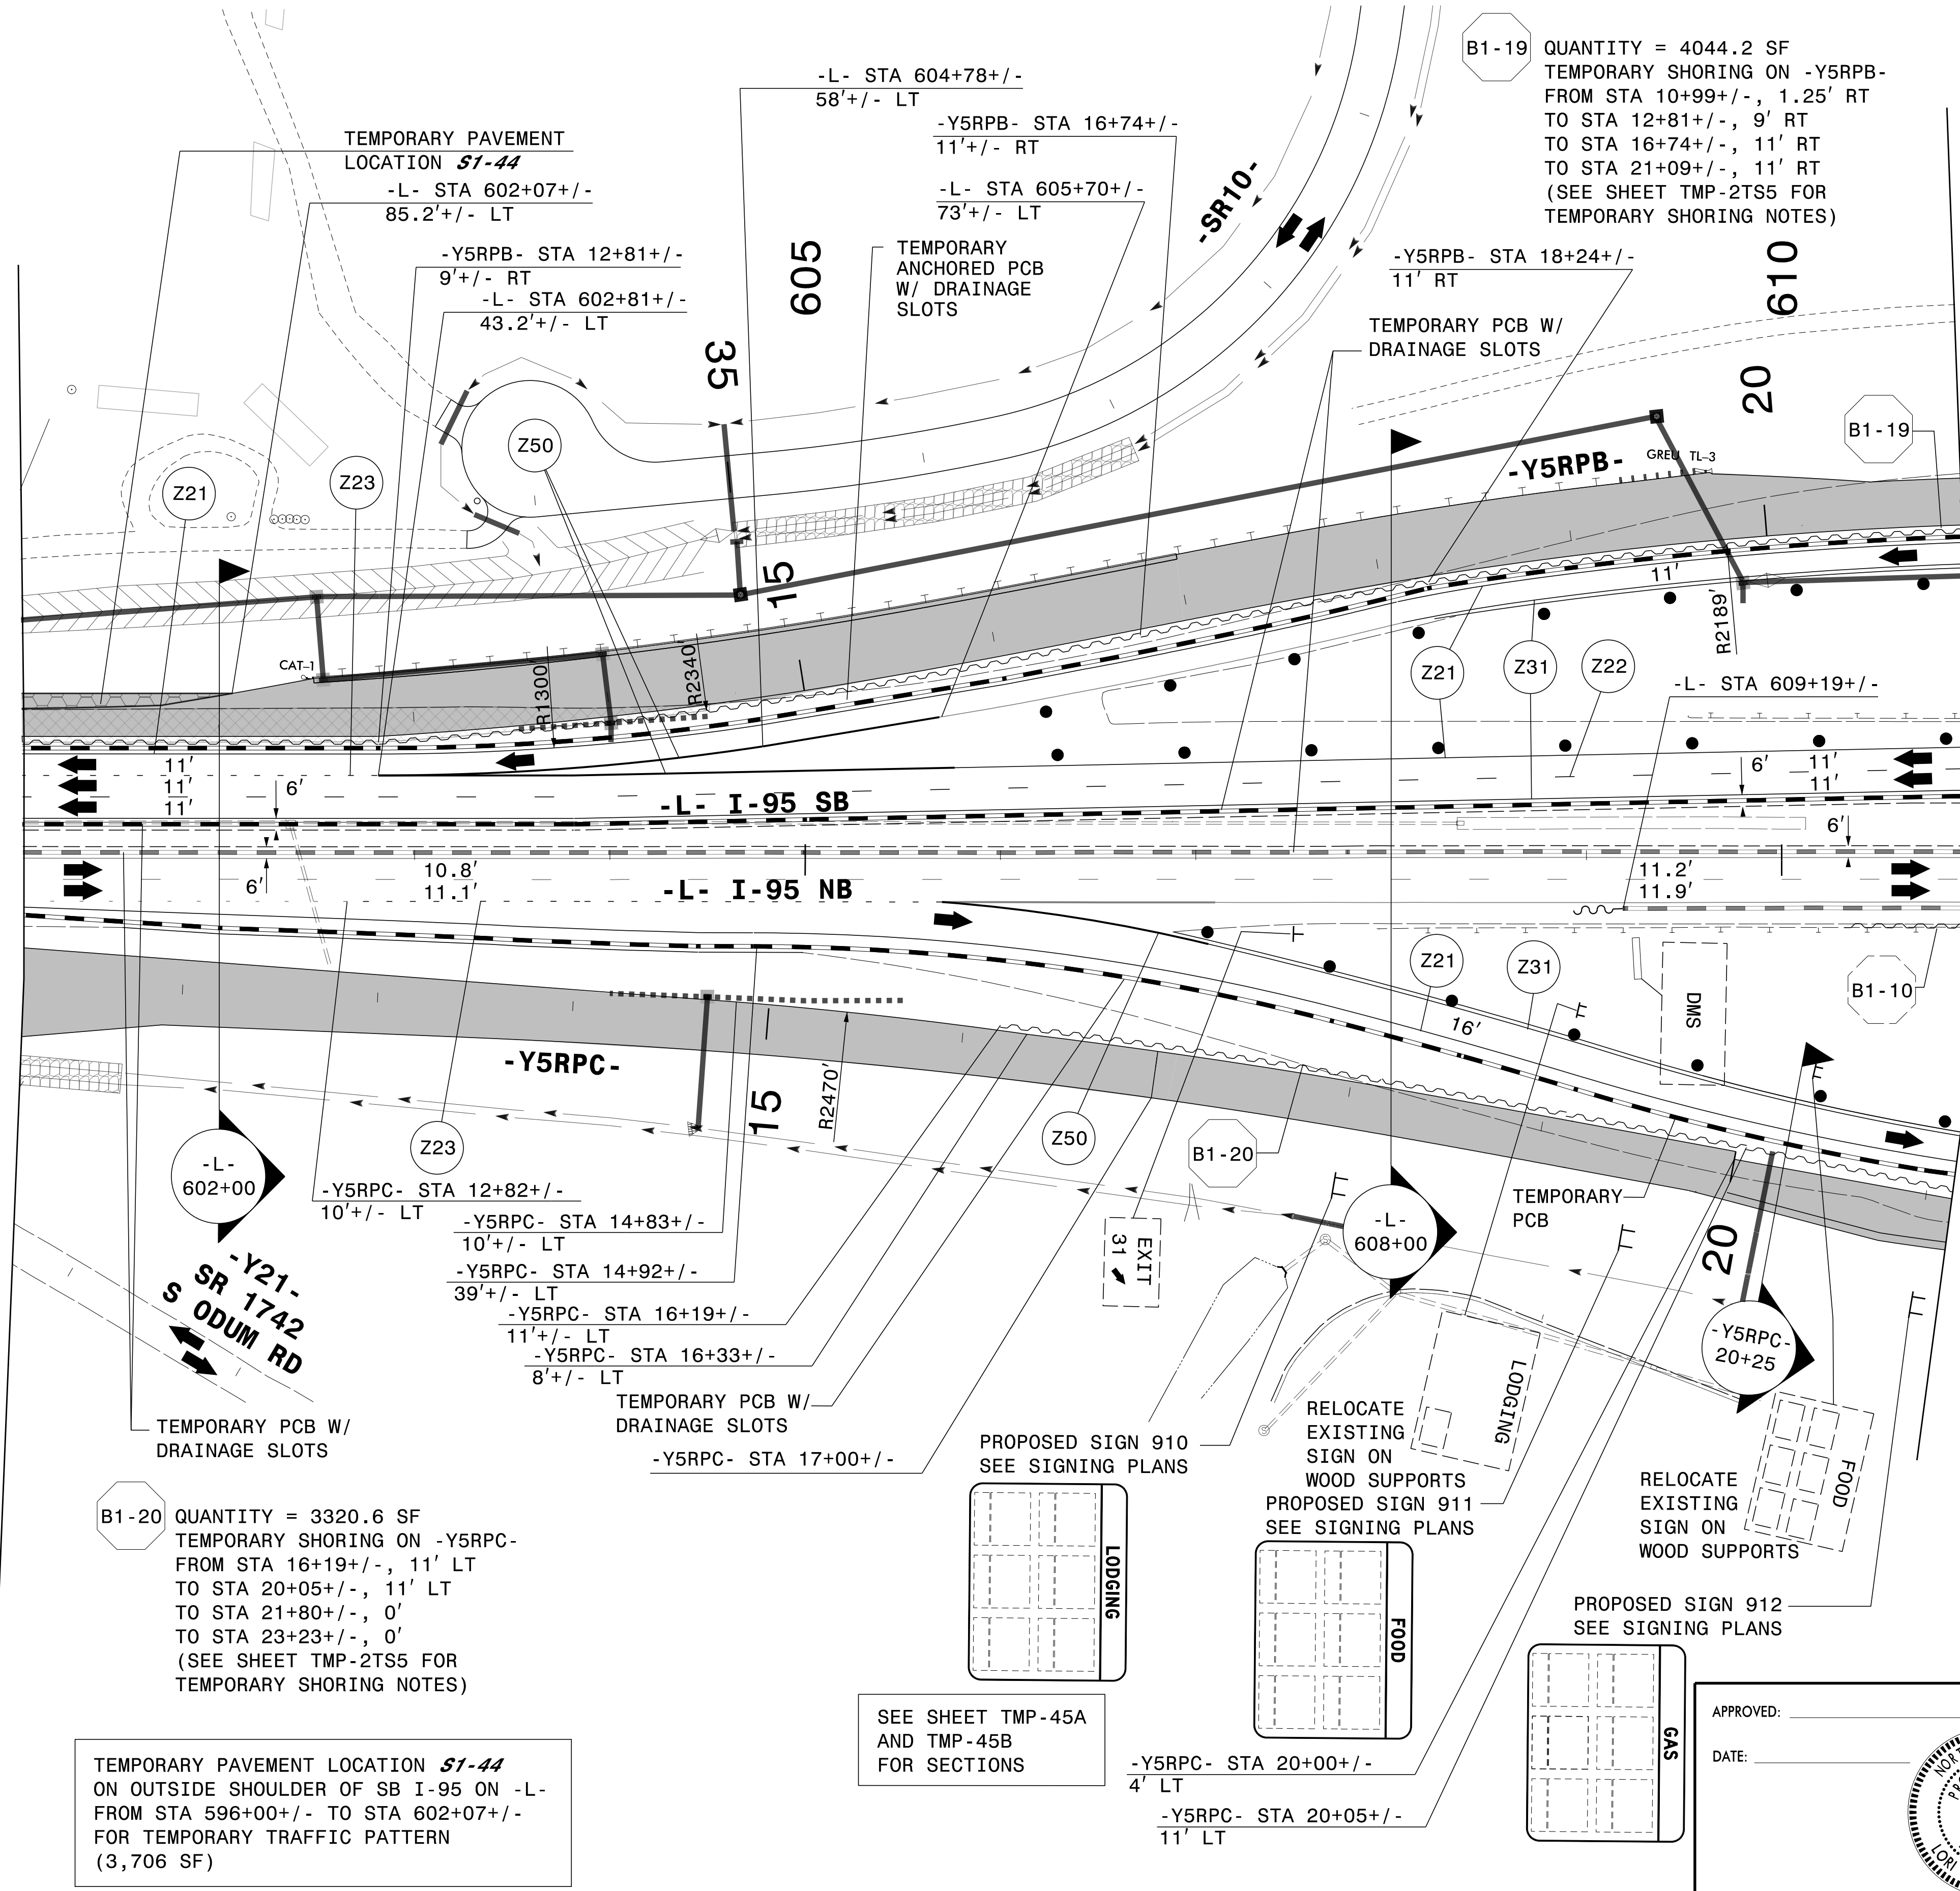 B1-19
QUANTITY = 4044.2 SF
TEMPORARY SHORING ON -Y5RPB-
FROM STA 10+99+/-, 1.25' RT
TO STA 12+81+/-, 9' RT
TO STA 16+74+/-, 11' RT
TO STA 21+09+/-, 11' RT
(SEE SHEET TMP-2TS5 FOR
TEMPORARY SHORING NOTES)
-L- STA 604+78+/-
58'+/- LT
-Y5RPB- STA 16+74+/-
11'+/- RT
-L- STA 605+70+/-
73'+/- LT
TEMPORARY PAVEMENT
LOCATION S1-44
-L- STA 602+07+/-
85.2'+/- LT
-Y5RPB- STA 12+81+/-
9'+/- RT
-L- STA 602+81+/-
43.2'+/- LT
605
35
TEMPORARY
ANCHORED PCB
W/ DRAINAGE
SLOTS
-SR10-
-Y5RPB- STA 18+24+/-
11' RT
TEMPORARY PCB W/
DRAINAGE SLOTS
610
20
B1-19
Z21
Z23
Z50
-Y5RPB-
GREU TL-3
15
11'
R2189'
CAT-1
R1300'
R2340'
Z21
Z31
Z22
-L- STA 609+19+/-
11'
11'
11'
6'
-L- I-95 SB
6'
11'
11'
6'
6'
10.8'
11.1'
-L- I-95 NB
11.2'
11.9'
Z21
Z31
16'
DMS
B1-10
-Y5RPC-
15
R2470'
Z50
B1-20
-L-
602+00
Z23
-Y5RPC- STA 12+82+/-
10'+/- LT
-Y5RPC- STA 14+83+/-
10'+/- LT
-Y5RPC- STA 14+92+/-
39'+/- LT
-Y5RPC- STA 16+19+/-
11'+/- LT
-Y5RPC- STA 16+33+/-
8'+/- LT
TEMPORARY PCB W/
DRAINAGE SLOTS
-Y5RPC- STA 17+00+/-
EXIT
31
-L-
608+00
TEMPORARY
PCB
20
-Y5RPC-
20+25
-Y21-
SR 1742
S ODUM RD
TEMPORARY PCB W/
DRAINAGE SLOTS
LODGING
FOOD
PROPOSED SIGN 910
SEE SIGNING PLANS
LODGING
RELOCATE
EXISTING
SIGN ON
WOOD SUPPORTS
PROPOSED SIGN 911
SEE SIGNING PLANS
FOOD
RELOCATE
EXISTING
SIGN ON
WOOD SUPPORTS
PROPOSED SIGN 912
SEE SIGNING PLANS
GAS
B1-20
QUANTITY = 3320.6 SF
TEMPORARY SHORING ON -Y5RPC-
FROM STA 16+19+/-, 11' LT
TO STA 20+05+/-, 11' LT
TO STA 21+80+/-, 0'
TO STA 23+23+/-, 0'
(SEE SHEET TMP-2TS5 FOR
TEMPORARY SHORING NOTES)
SEE SHEET TMP-45A
AND TMP-45B
FOR SECTIONS
-Y5RPC- STA 20+00+/-
4' LT
-Y5RPC- STA 20+05+/-
11' LT
TEMPORARY PAVEMENT LOCATION S1-44
ON OUTSIDE SHOULDER OF SB I-95 ON -L-
FROM STA 596+00+/- TO STA 602+07+/-
FOR TEMPORARY TRAFFIC PATTERN
(3,706 SF)
APPROVED:
DATE:
LORI